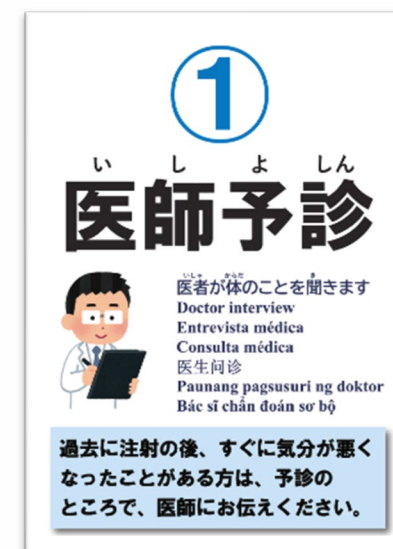 ①
いしよしん
医師予診
いしゃ からだ き
医者が体のことを聞きます
Doctor interview
Entrevista médica
Consulta médica
医生问诊
Paunang pagsusuri ng doktor
Bác sĩ chẩn đoán sơ bộ
過去に注射の後、すぐに気分が悪く
なったことがある方は、予診の
ところで、医師にお伝えください。